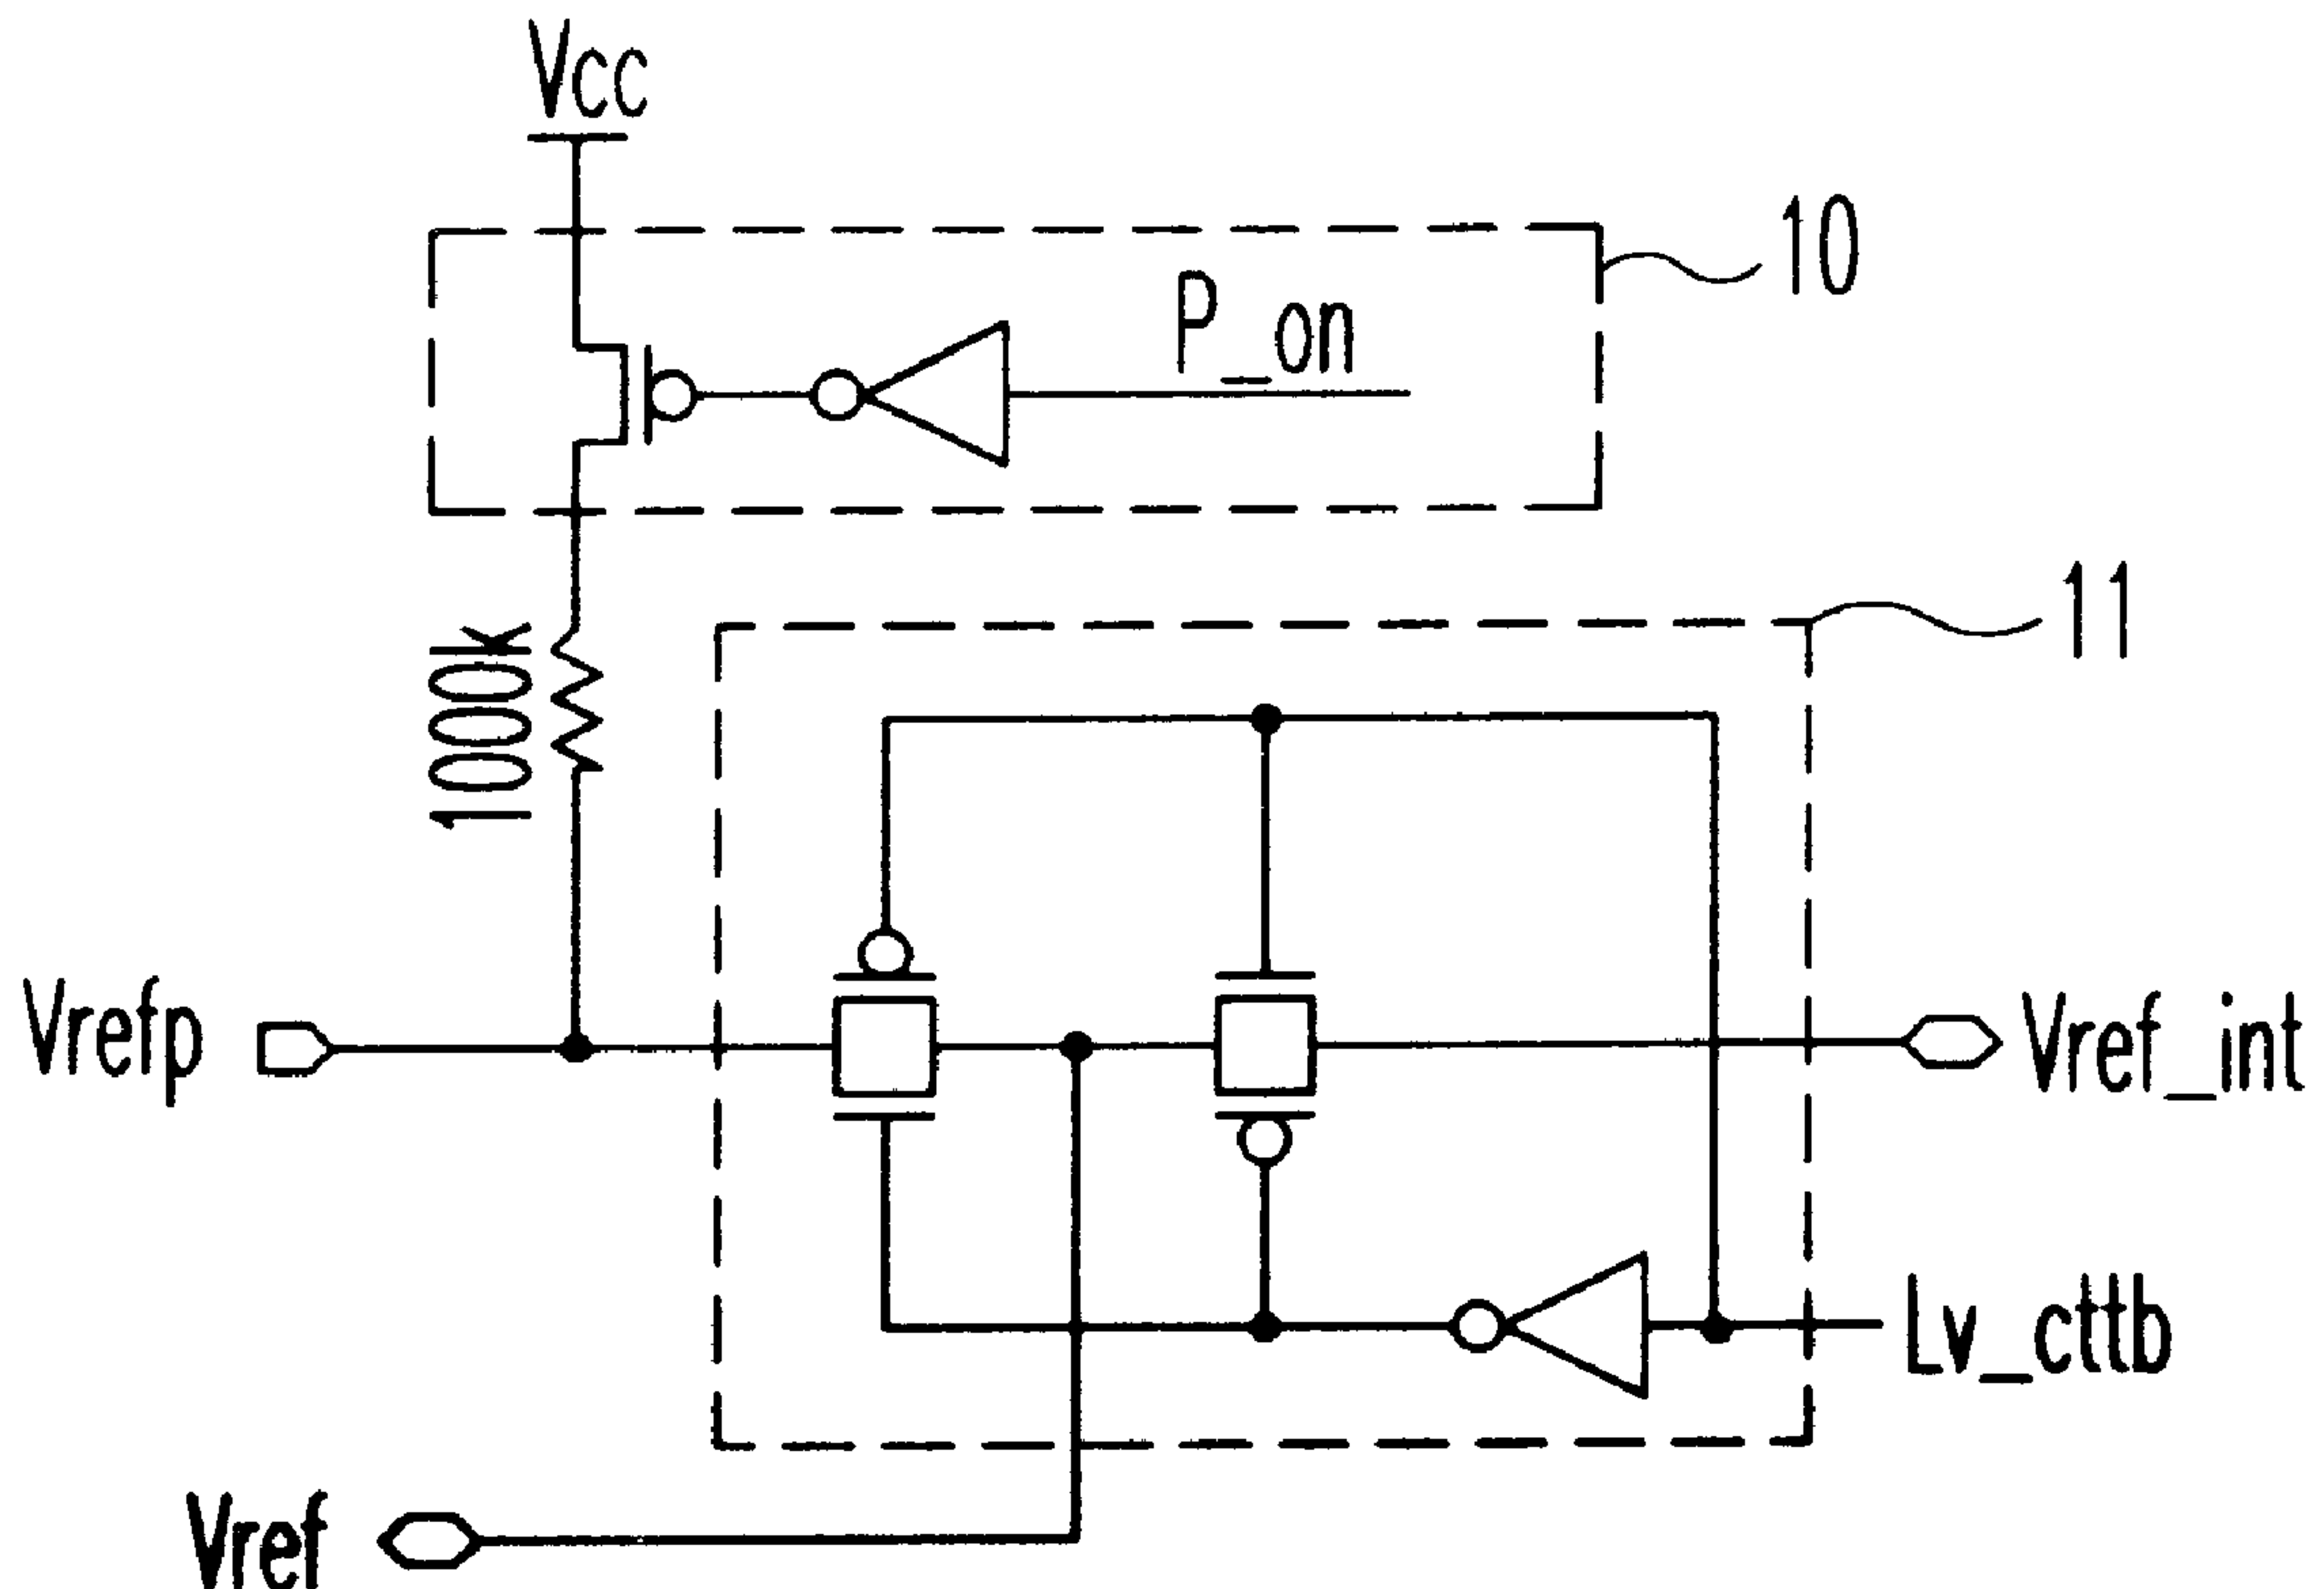 Vcc
10
P_on
11
1000k
Vrefp
Vref_int
Lv_cttb
Vref